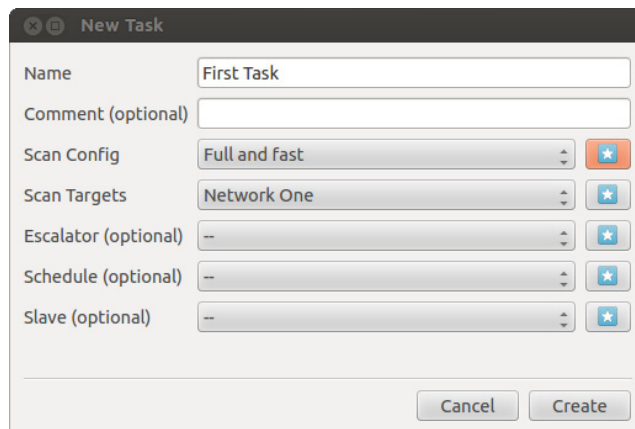 New Task
Name First Task
Comment (optional)
Scan Config Full and fast
Scan Targets Network One
Escalator (optional) --
Schedule (optional) --
Slave (optional) --
Cancel Create